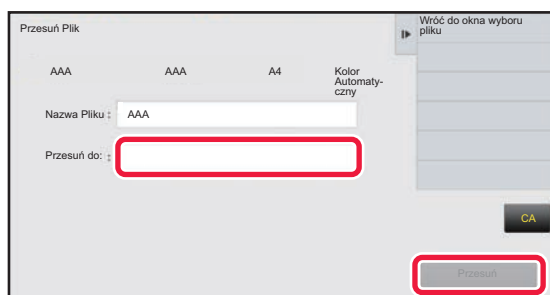 Przesuń Plik
Wróć do okna wyboru
pliku
AAA AAA A4 Kolor
Automaty-
czny
Nazwa Pliku : AAA
Przesuń do: :
CA
Przesuń